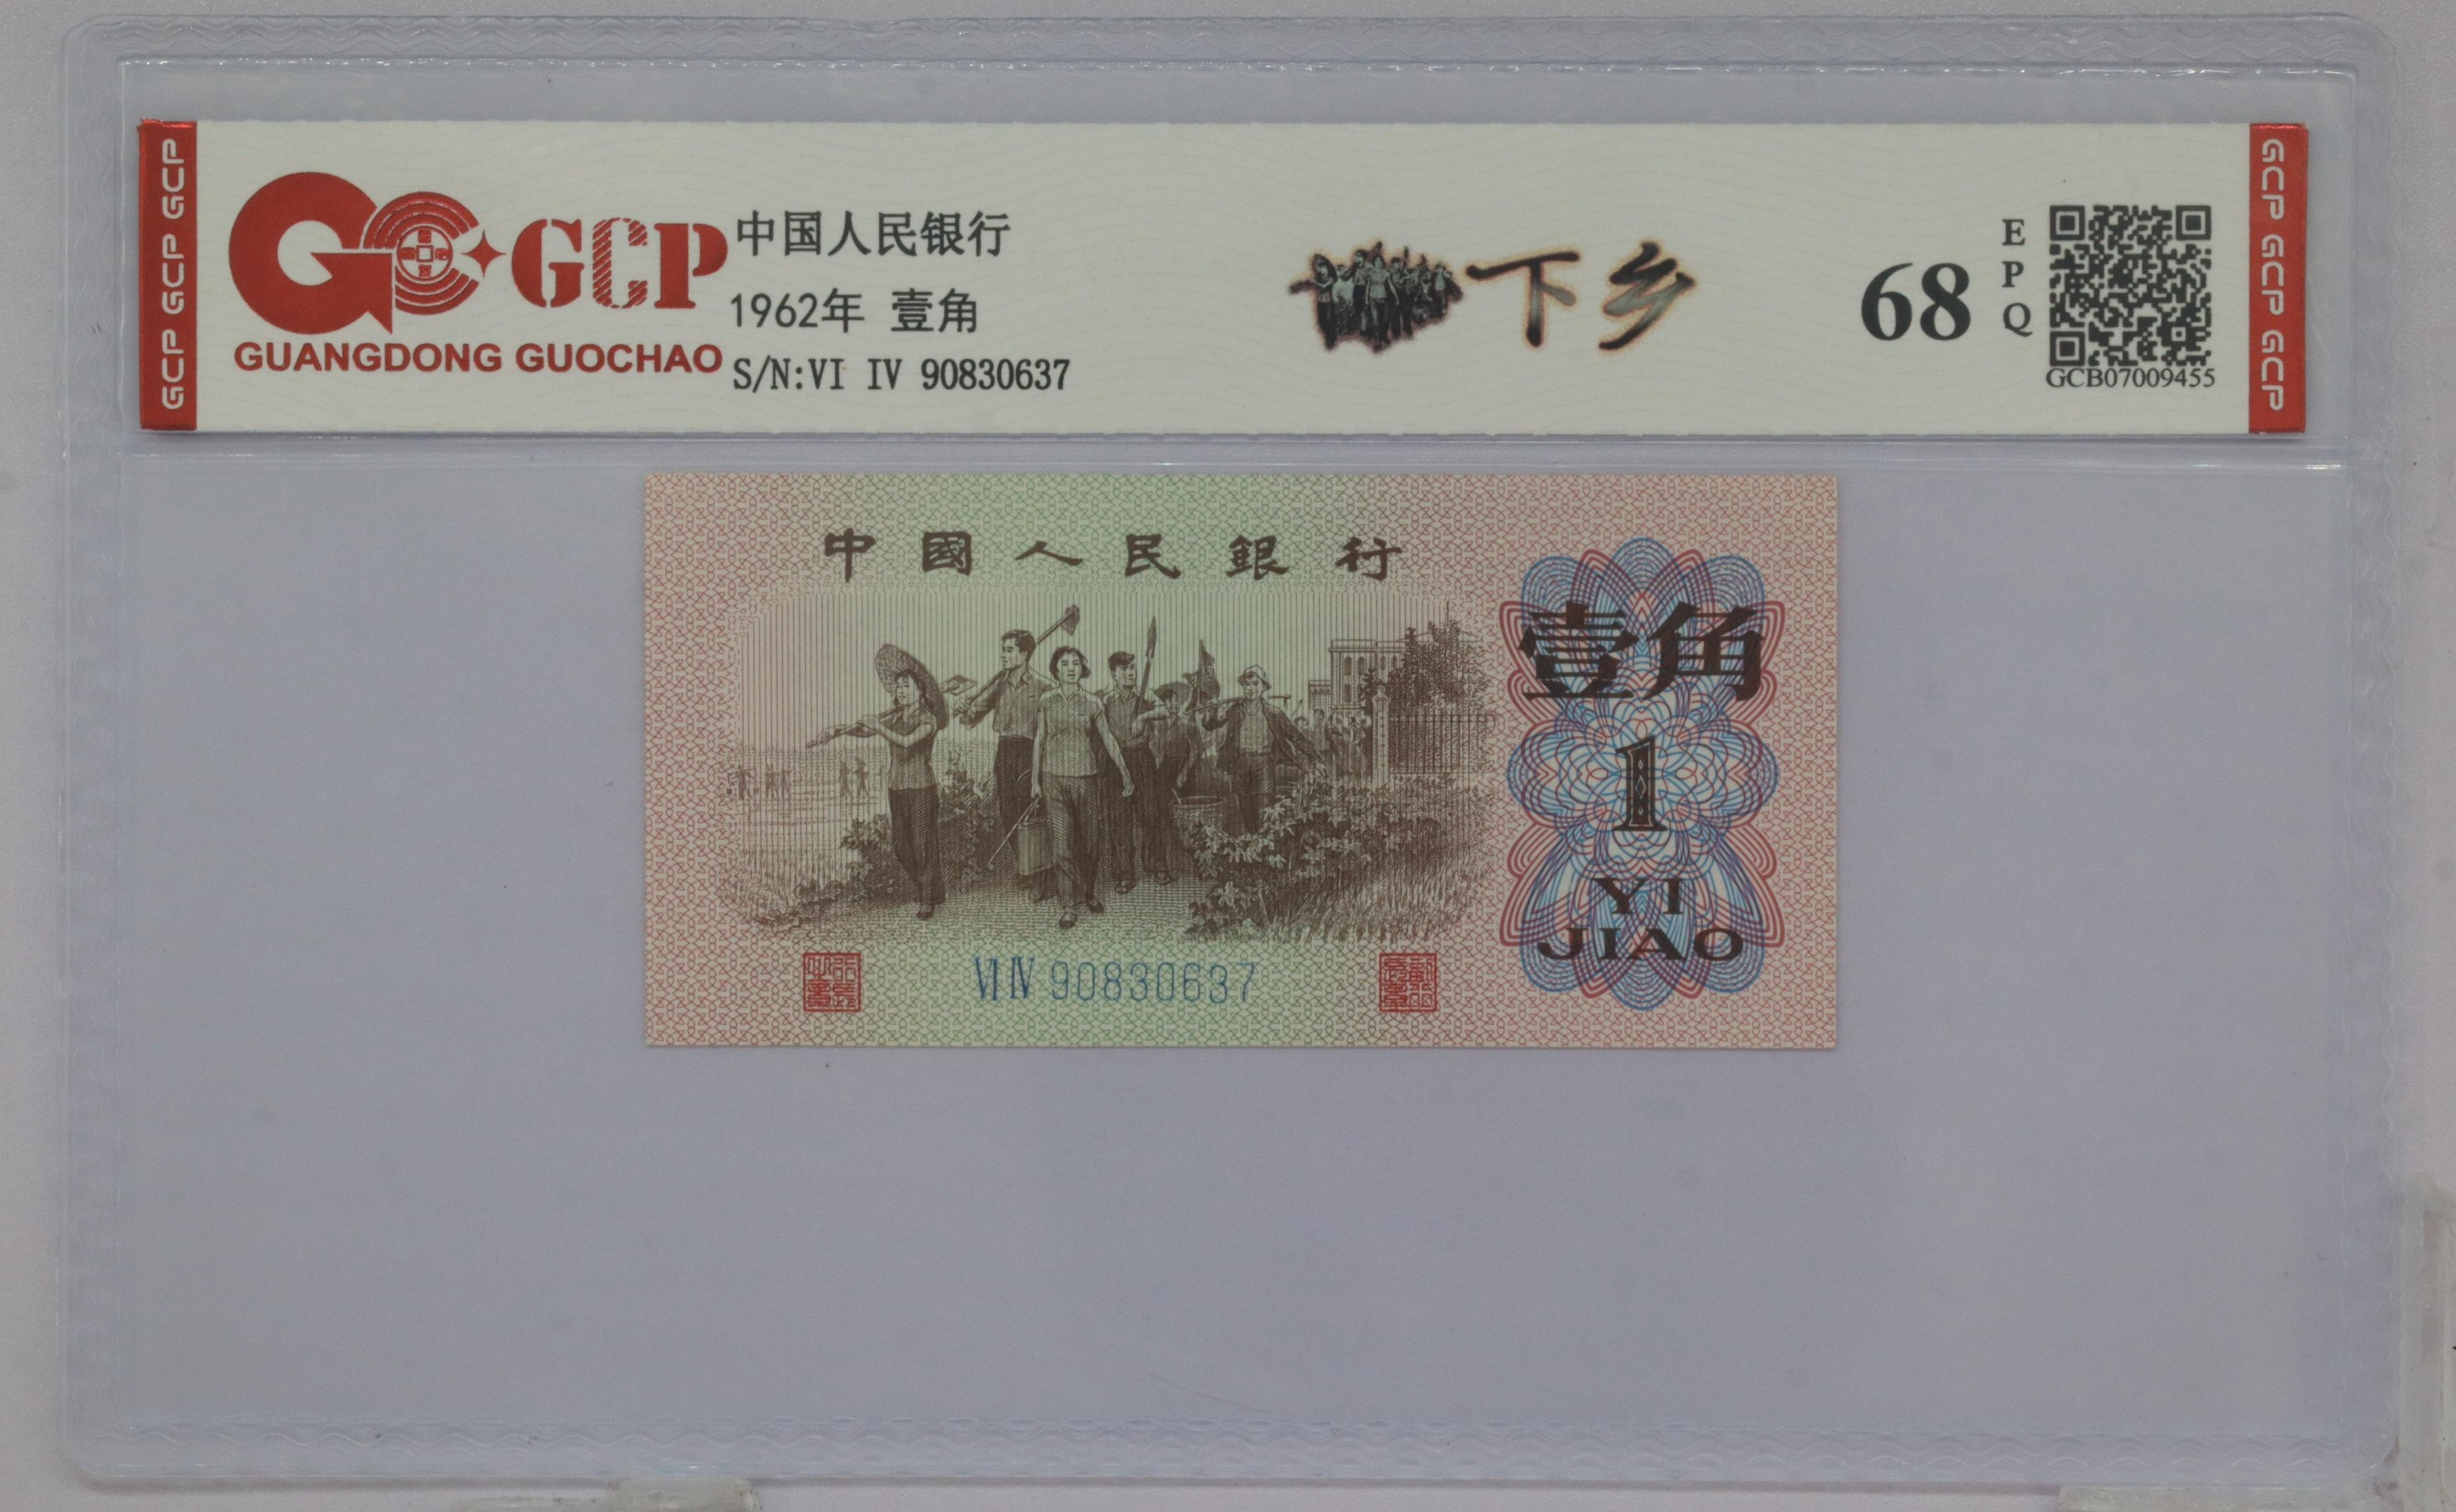 GCP GCP GCP
GCP
GUANGDONG GUOCHAO
中国人民银行
1962年 壹角
S/N:VI IV 90830637
下乡
68
EPQ
GCB07009455
GCP GCP GCP
中國人民銀行
壹角
1
YI
JIAO
VI IV 90830637